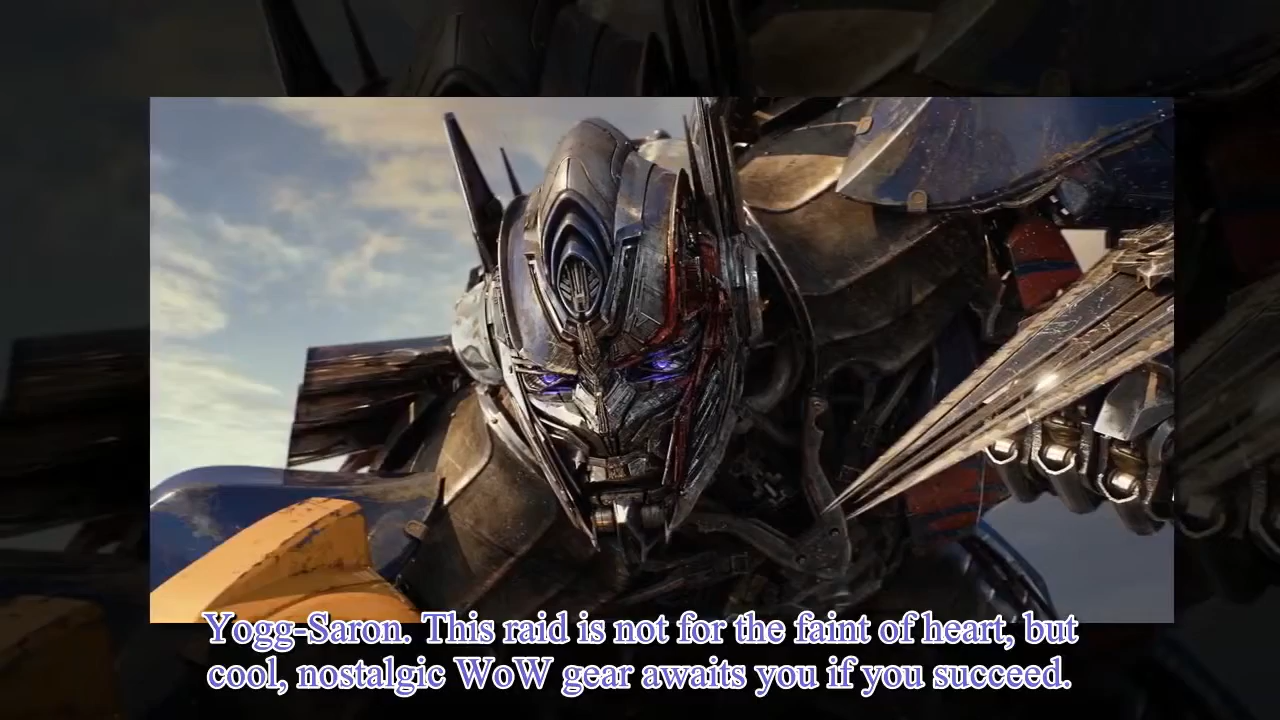 Yogg-Saron. This raid is not for the faint of heart, but
cool, nostalgic WoW gear awaits you if you succeed.